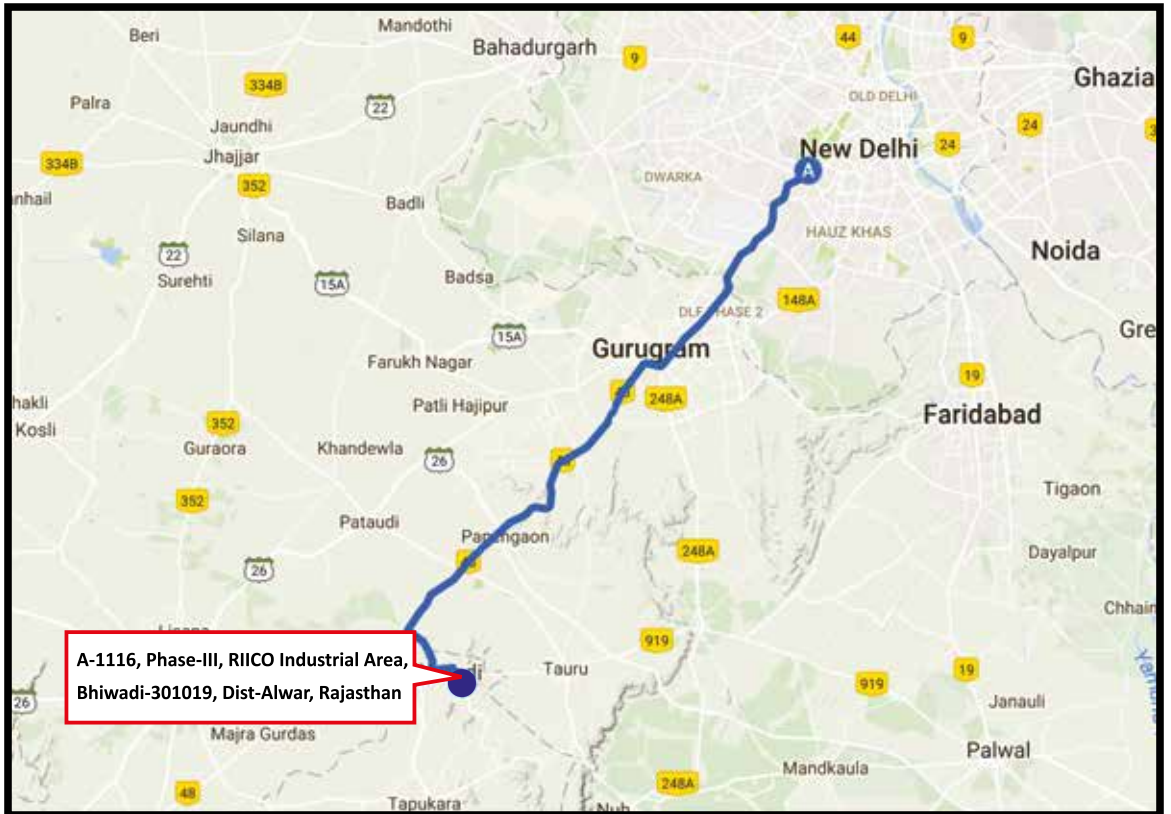 Beri
Mandothi
Bahadurgarh
9
44
9
Ghazia
334B
Palra
22
OLD DELHI
Jaundhi
24
24
Jhajjar
334B
New Delhi
A
352
DWARKA
nhail
Badli
Silana
HAUZ KHAS
22
Noida
Surehti
15A
Badsa
148A
DLF PHASE 2
15A
Gre
Gurugram
Farukh Nagar
19
248A
hakli
Patli Hajipur
Faridabad
Kosli
352
Guraora
Khandewla
26
352
Tigaon
Pataudi
248A
Dayalpur
26
Chhain
919
A-1116, Phase-III, RIICO Industrial Area,
Bhiwadi-301019, Dist-Alwar, Rajasthan
di
Tauru
19
919
26
Janauli
Majra Gurdas
Palwal
Mandkaula
248A
48
Tapukara
Nuh